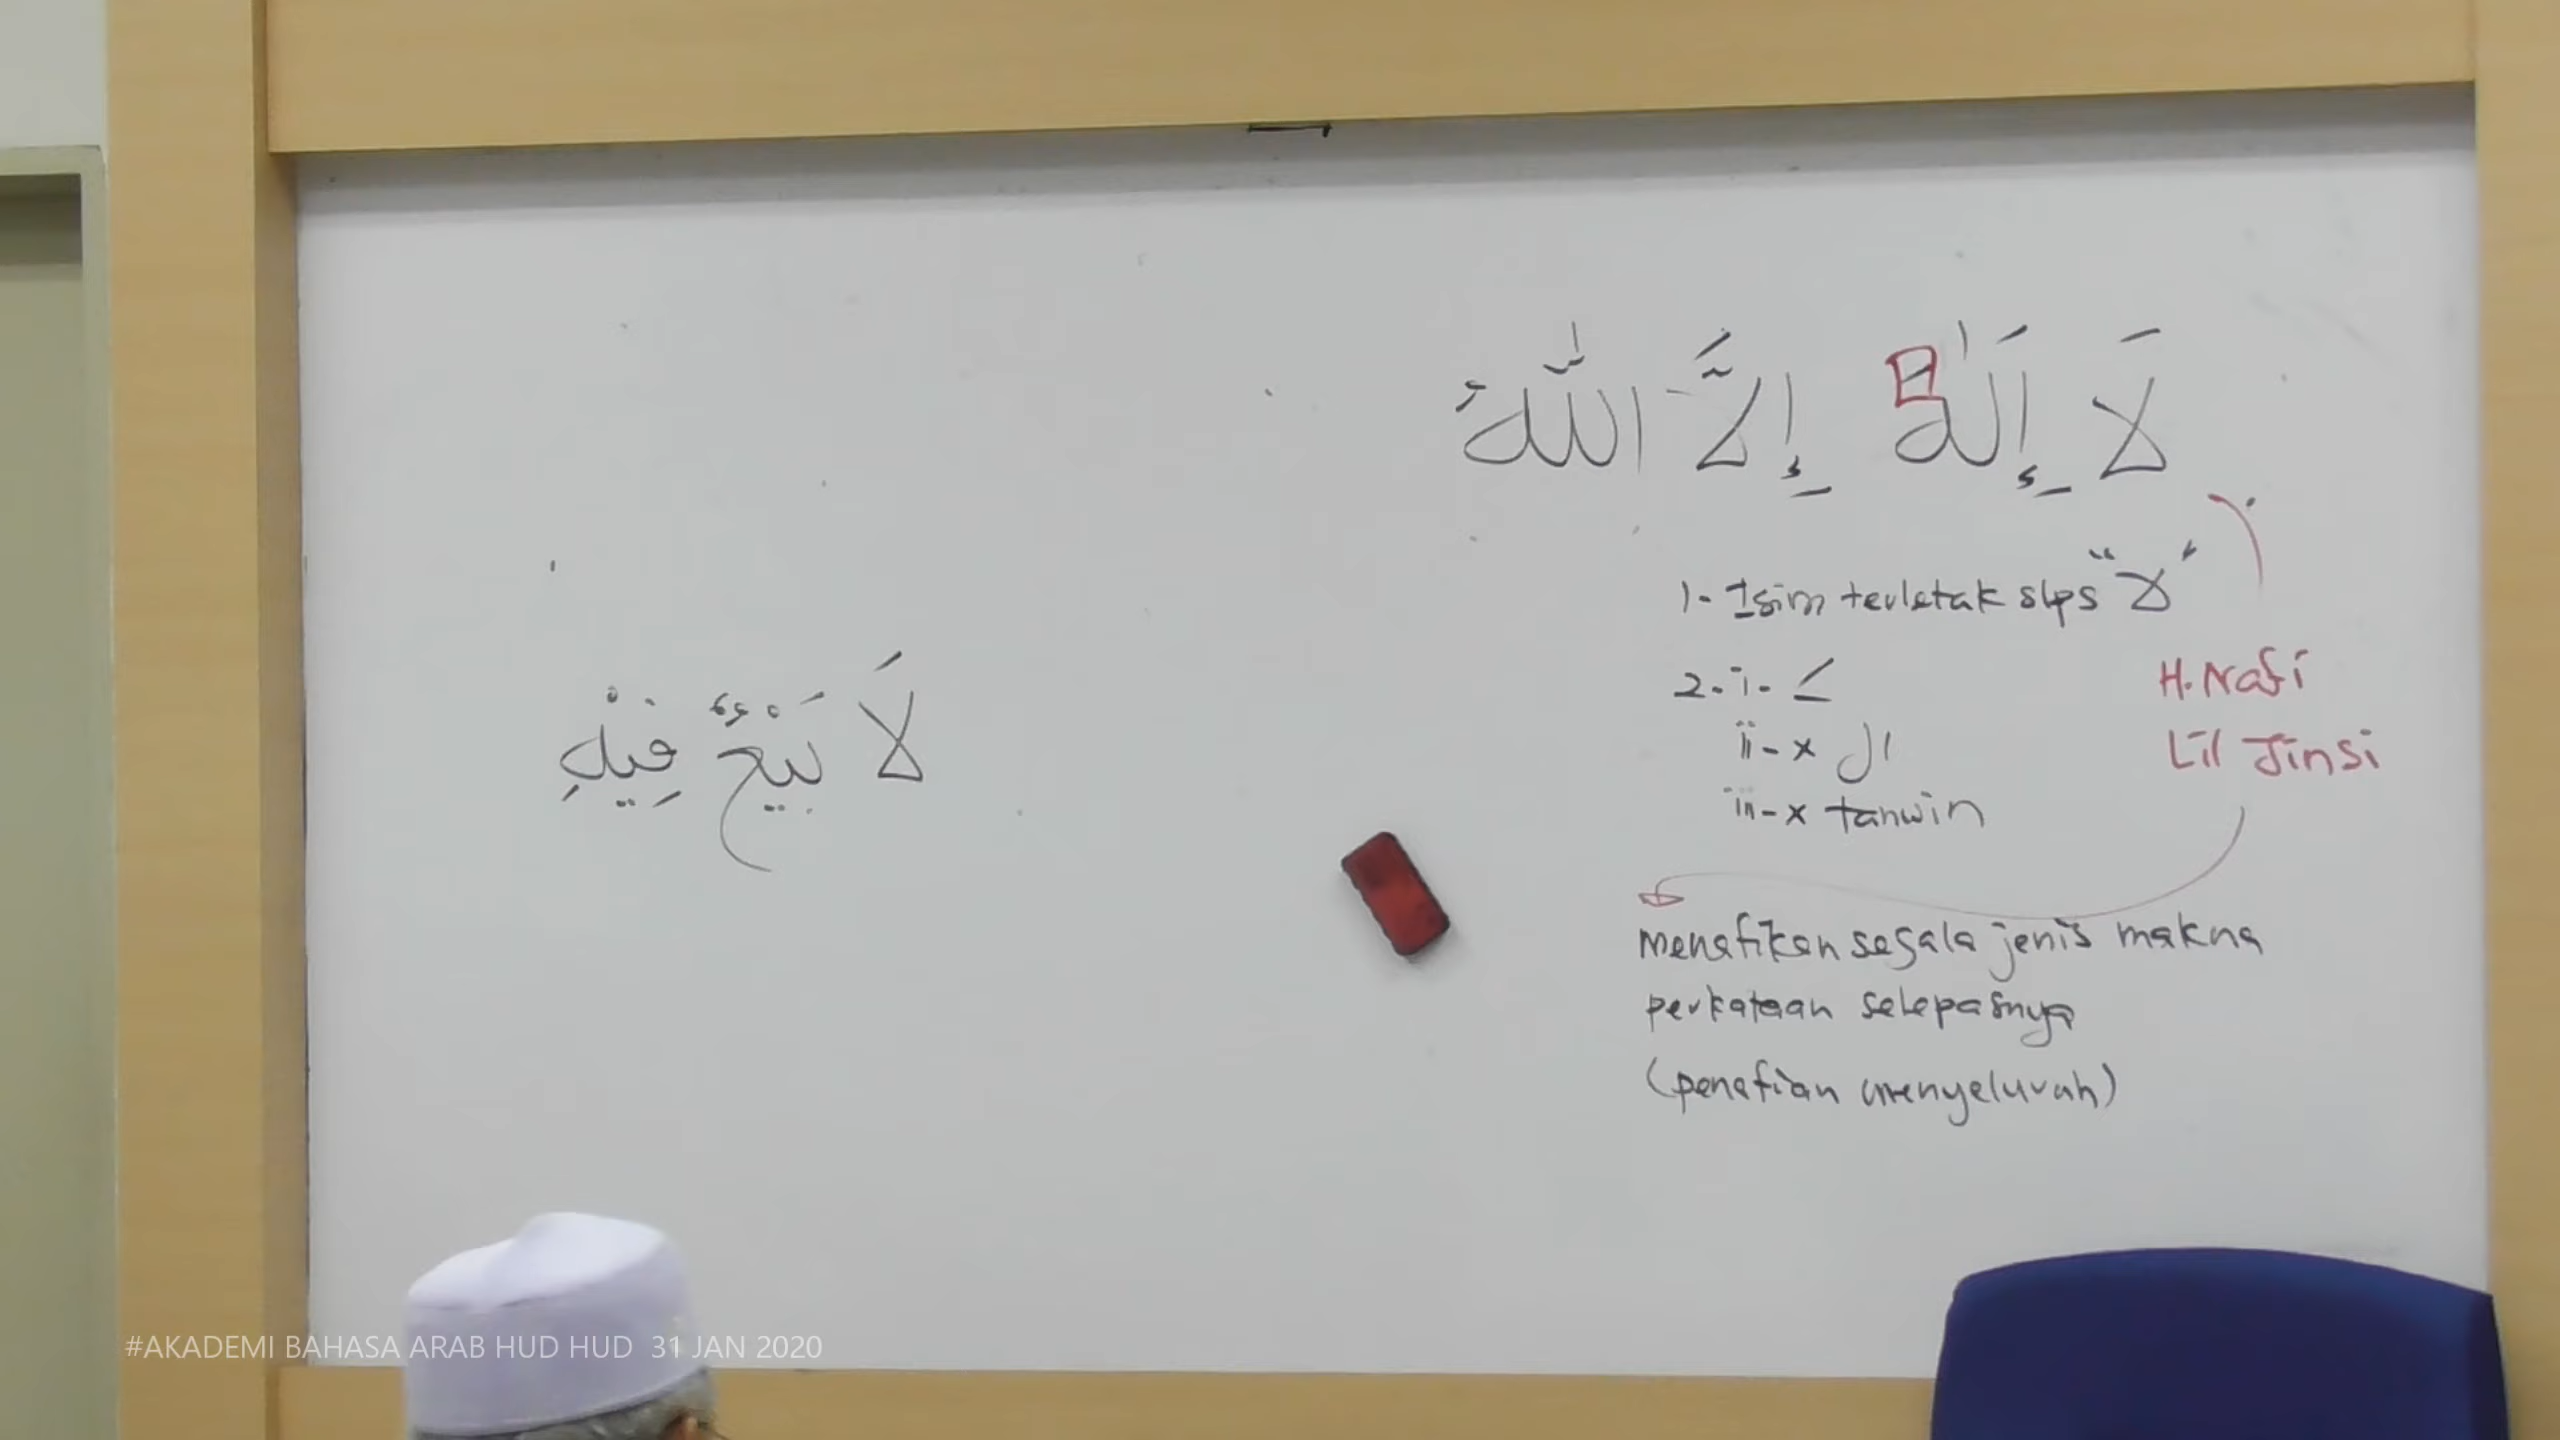 لَا إِلَٰهَ إِلَّا اللّٰهُ
1- Isim terletak slps "لا"
2- i- ـَ
ii- x ال
iii- x tanwin
H. Nafi
Lil Jinsi
menafikan segala jenis makna
perkataan selepasnya
(penafian menyeluruh)
لَا بَيْعٌ فِيْهِ
#AKADEMI BAHASA ARAB HUD HUD 31 JAN 2020